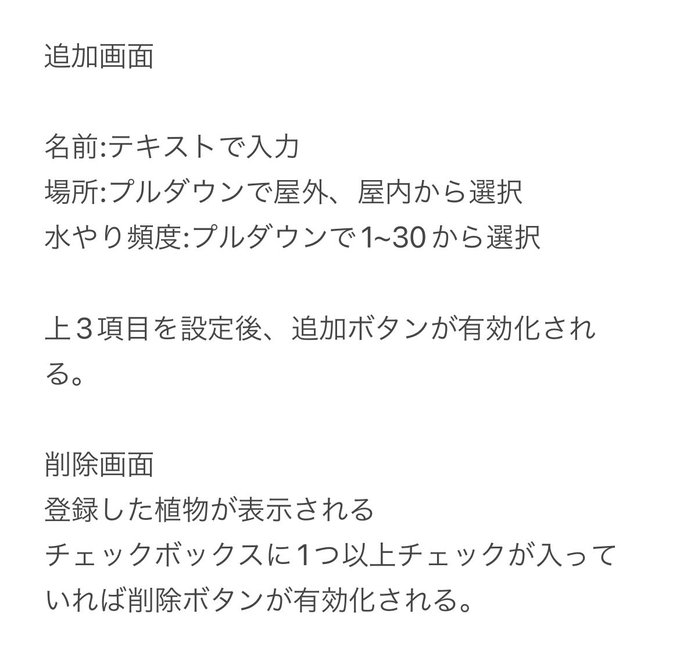 追加画面
名前:テキストで入力
場所:プルダウンで屋外、屋内から選択
水やり頻度:プルダウンで1~30から選択
上3項目を設定後、追加ボタンが有効化され
る。
削除画面
登録した植物が表示される
チェックボックスに1つ以上チェックが入って
いれば削除ボタンが有効化される。